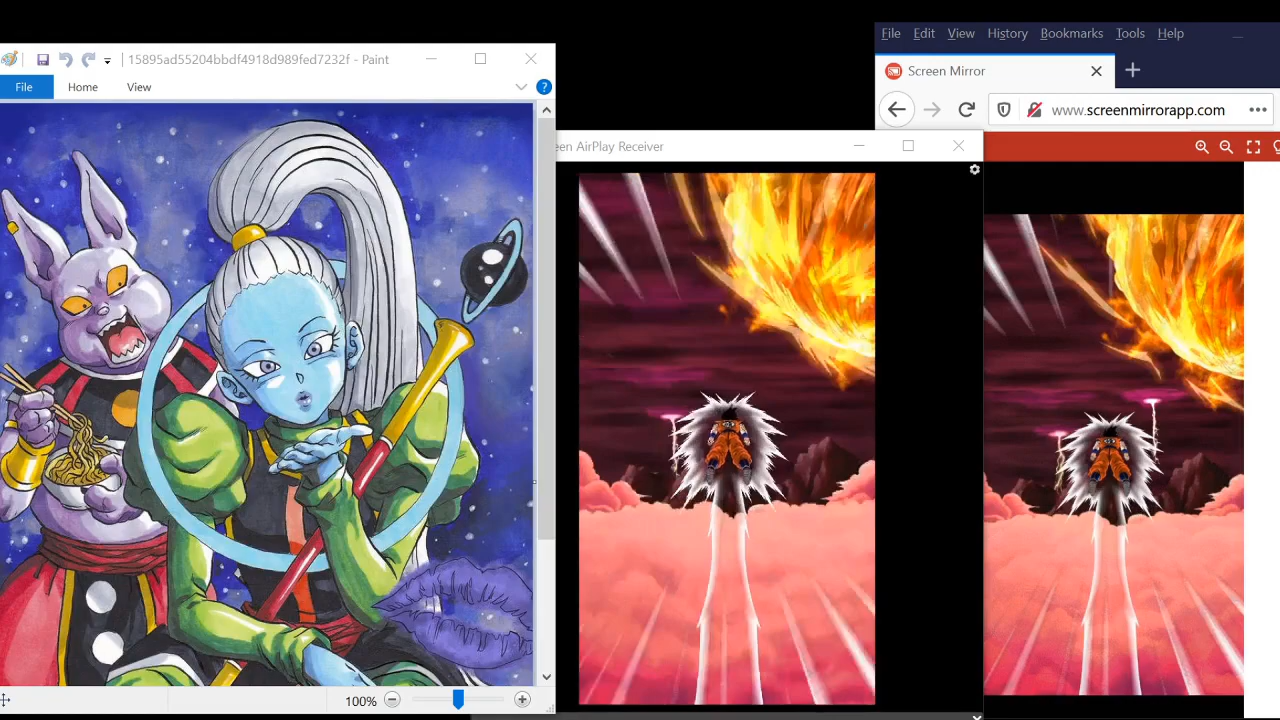 File Edit View History Bookmarks Tools Help
15895ad55204bbdf4918d989fed7232f - Paint
Screen Mirror
File Home View
www.screenmirrorapp.com
AirPlay Receiver
100%